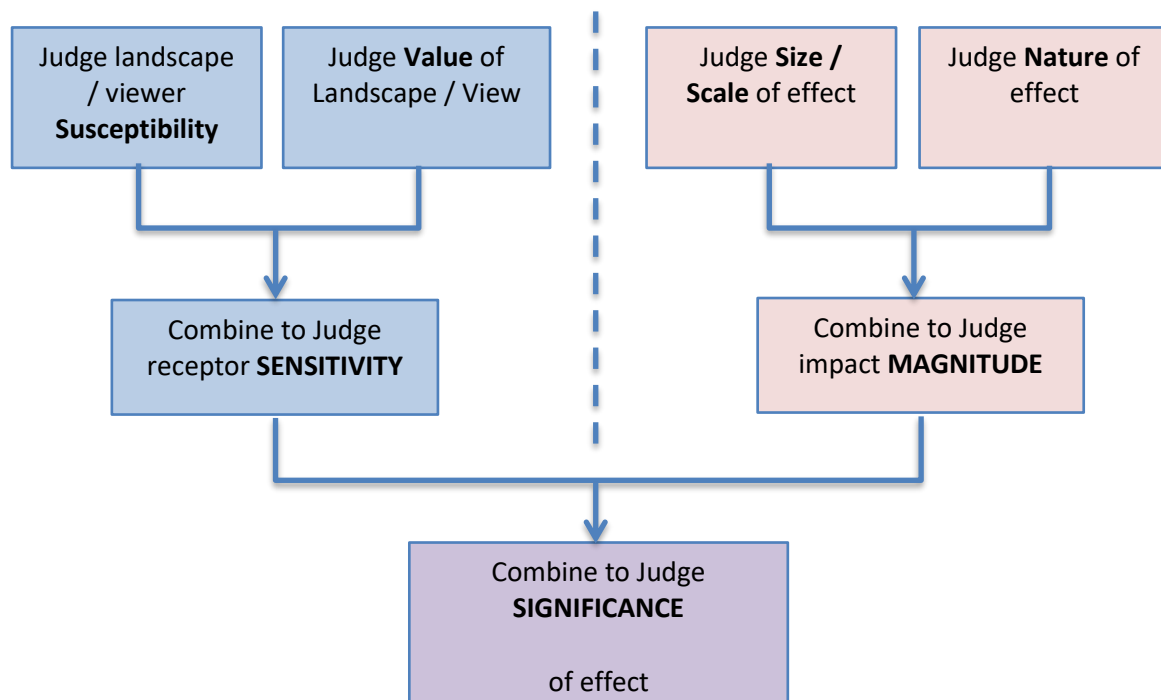 Judge landscape
/ viewer
Susceptibility
Judge Value of
Landscape / View
Judge Size /
Scale of effect
Judge Nature of
effect
Combine to Judge
receptor SENSITIVITY
Combine to Judge
impact MAGNITUDE
Combine to Judge
SIGNIFICANCE
of effect